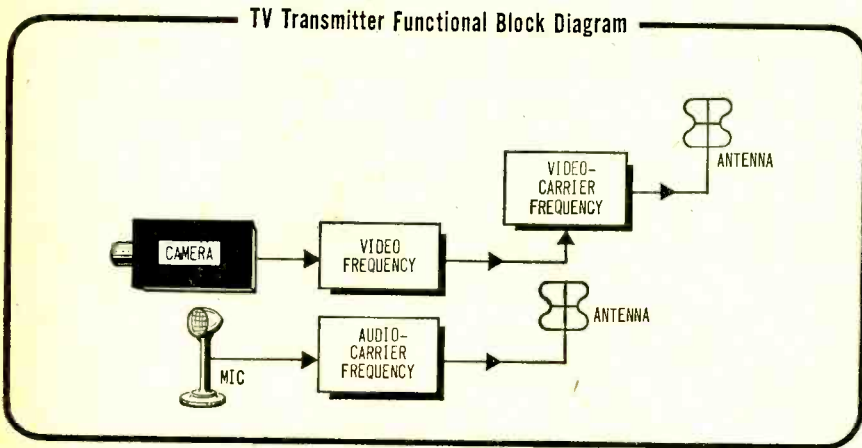 TV Transmitter Functional Block Diagram
ANTENNA
VIDEO-
CARRIER
FREQUENCY
CAMERA
VIDEO
FREQUENCY
ANTENNA
AUDIO-
CARRIER
FREQUENCY
MIC